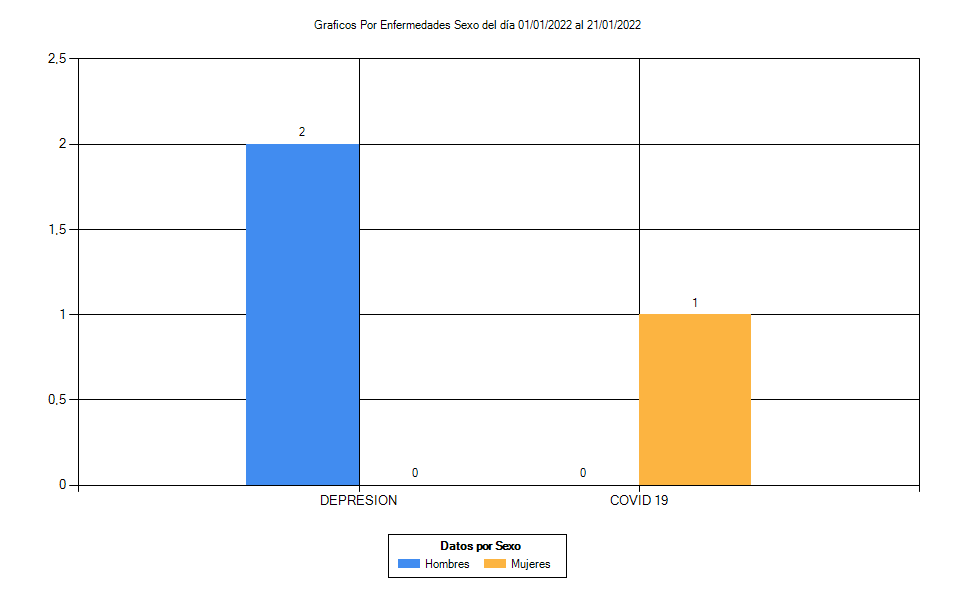 Graficos Por Enfermedades Sexo del día 01/01/2022 al 21/01/2022
2,5
2
2
1,5
1
1
0,5
0
0
0
DEPRESION
COVID 19
Datos por Sexo
Hombres
Mujeres